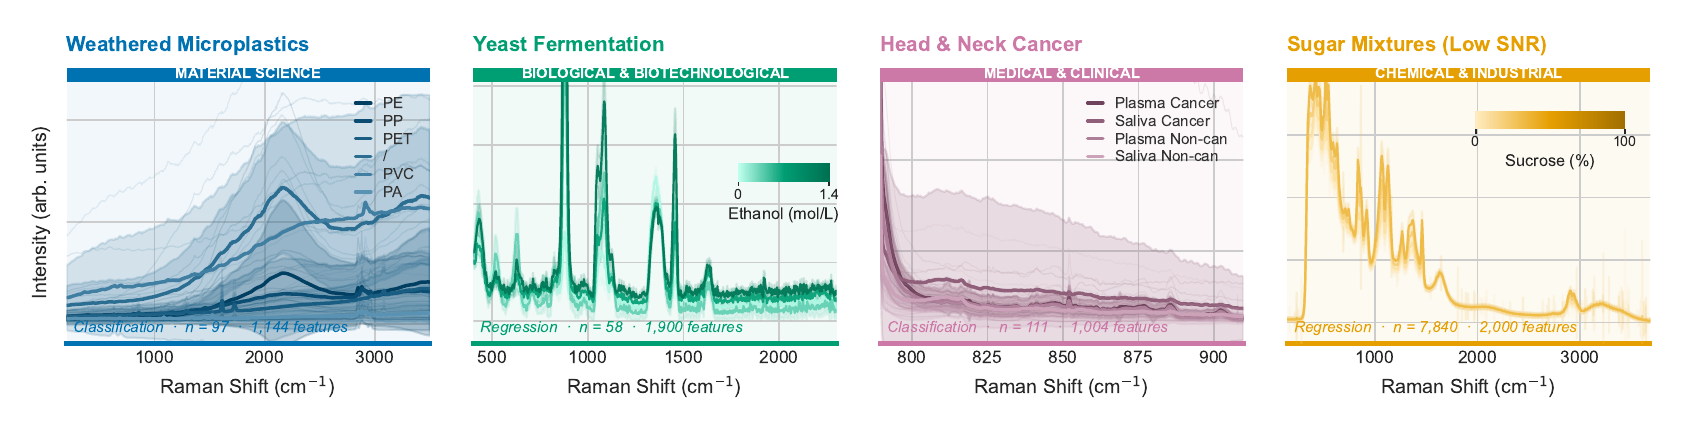 Weathered Microplastics
MATERIAL SCIENCE
Intensity (arb. units)
PE
PP
PET
/
PVC
PA
Classification · n = 97 · 1,144 features
1000 2000 3000
Raman Shift (cm⁻¹)
Yeast Fermentation
BIOLOGICAL & BIOTECHNOLOGICAL
0 1.4
Ethanol (mol/L)
Regression · n = 58 · 1,900 features
500 1000 1500 2000
Raman Shift (cm⁻¹)
Head & Neck Cancer
MEDICAL & CLINICAL
Plasma Cancer
Saliva Cancer
Plasma Non-can
Saliva Non-can
Classification · n = 111 · 1,004 features
800 825 850 875 900
Raman Shift (cm⁻¹)
Sugar Mixtures (Low SNR)
CHEMICAL & INDUSTRIAL
0 100
Sucrose (%)
Regression · n = 7,840 · 2,000 features
1000 2000 3000
Raman Shift (cm⁻¹)